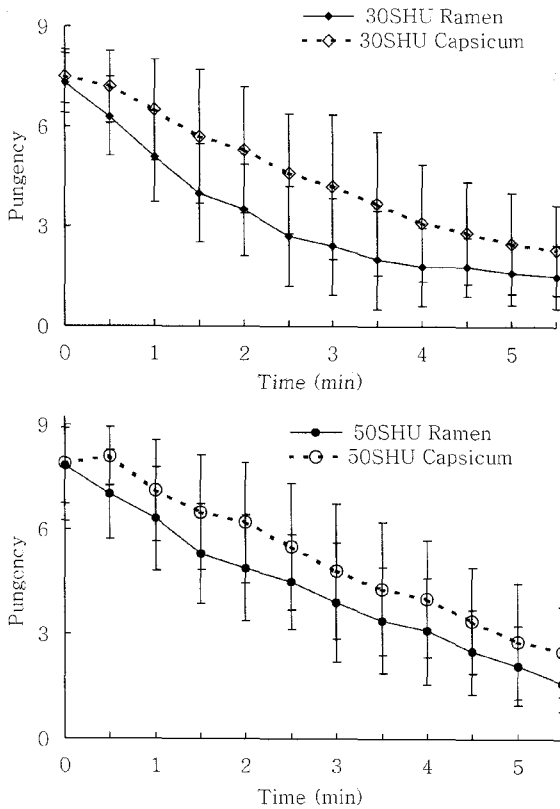 30SHU Ramen
30SHU Capsicum
9
6
3
0
Pungency
0 1 2 3 4 5
Time (min)
50SHU Ramen
50SHU Capsicum
9
6
3
0
Pungency
0 1 2 3 4 5
Time (min)